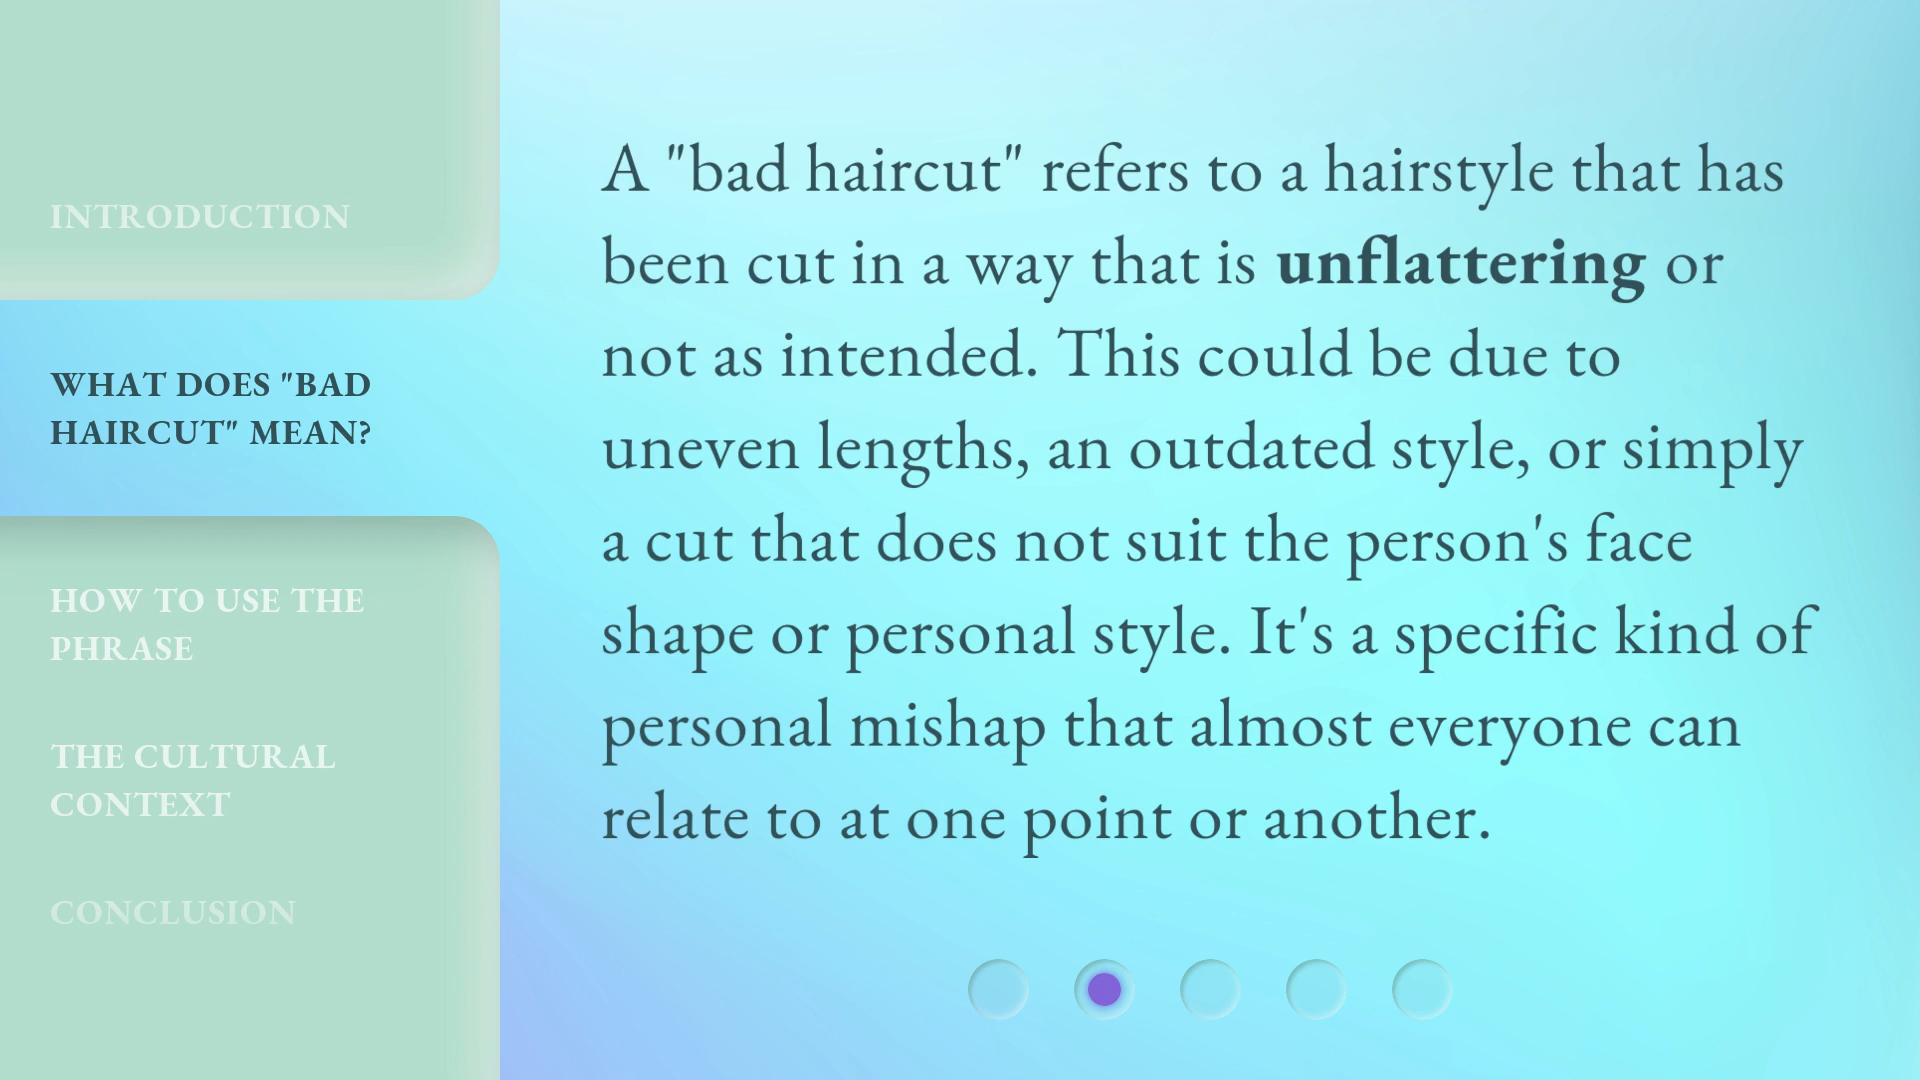 INTRODUCTION
WHAT DOES "BAD
HAIRCUT" MEAN?
HOW TO USE THE
PHRASE
THE CULTURAL
CONTEXT
CONCLUSION
A "bad haircut" refers to a hairstyle that has
been cut in a way that is unflattering or
not as intended. This could be due to
uneven lengths, an outdated style, or simply
a cut that does not suit the person's face
shape or personal style. It's a specific kind of
personal mishap that almost everyone can
relate to at one point or another.